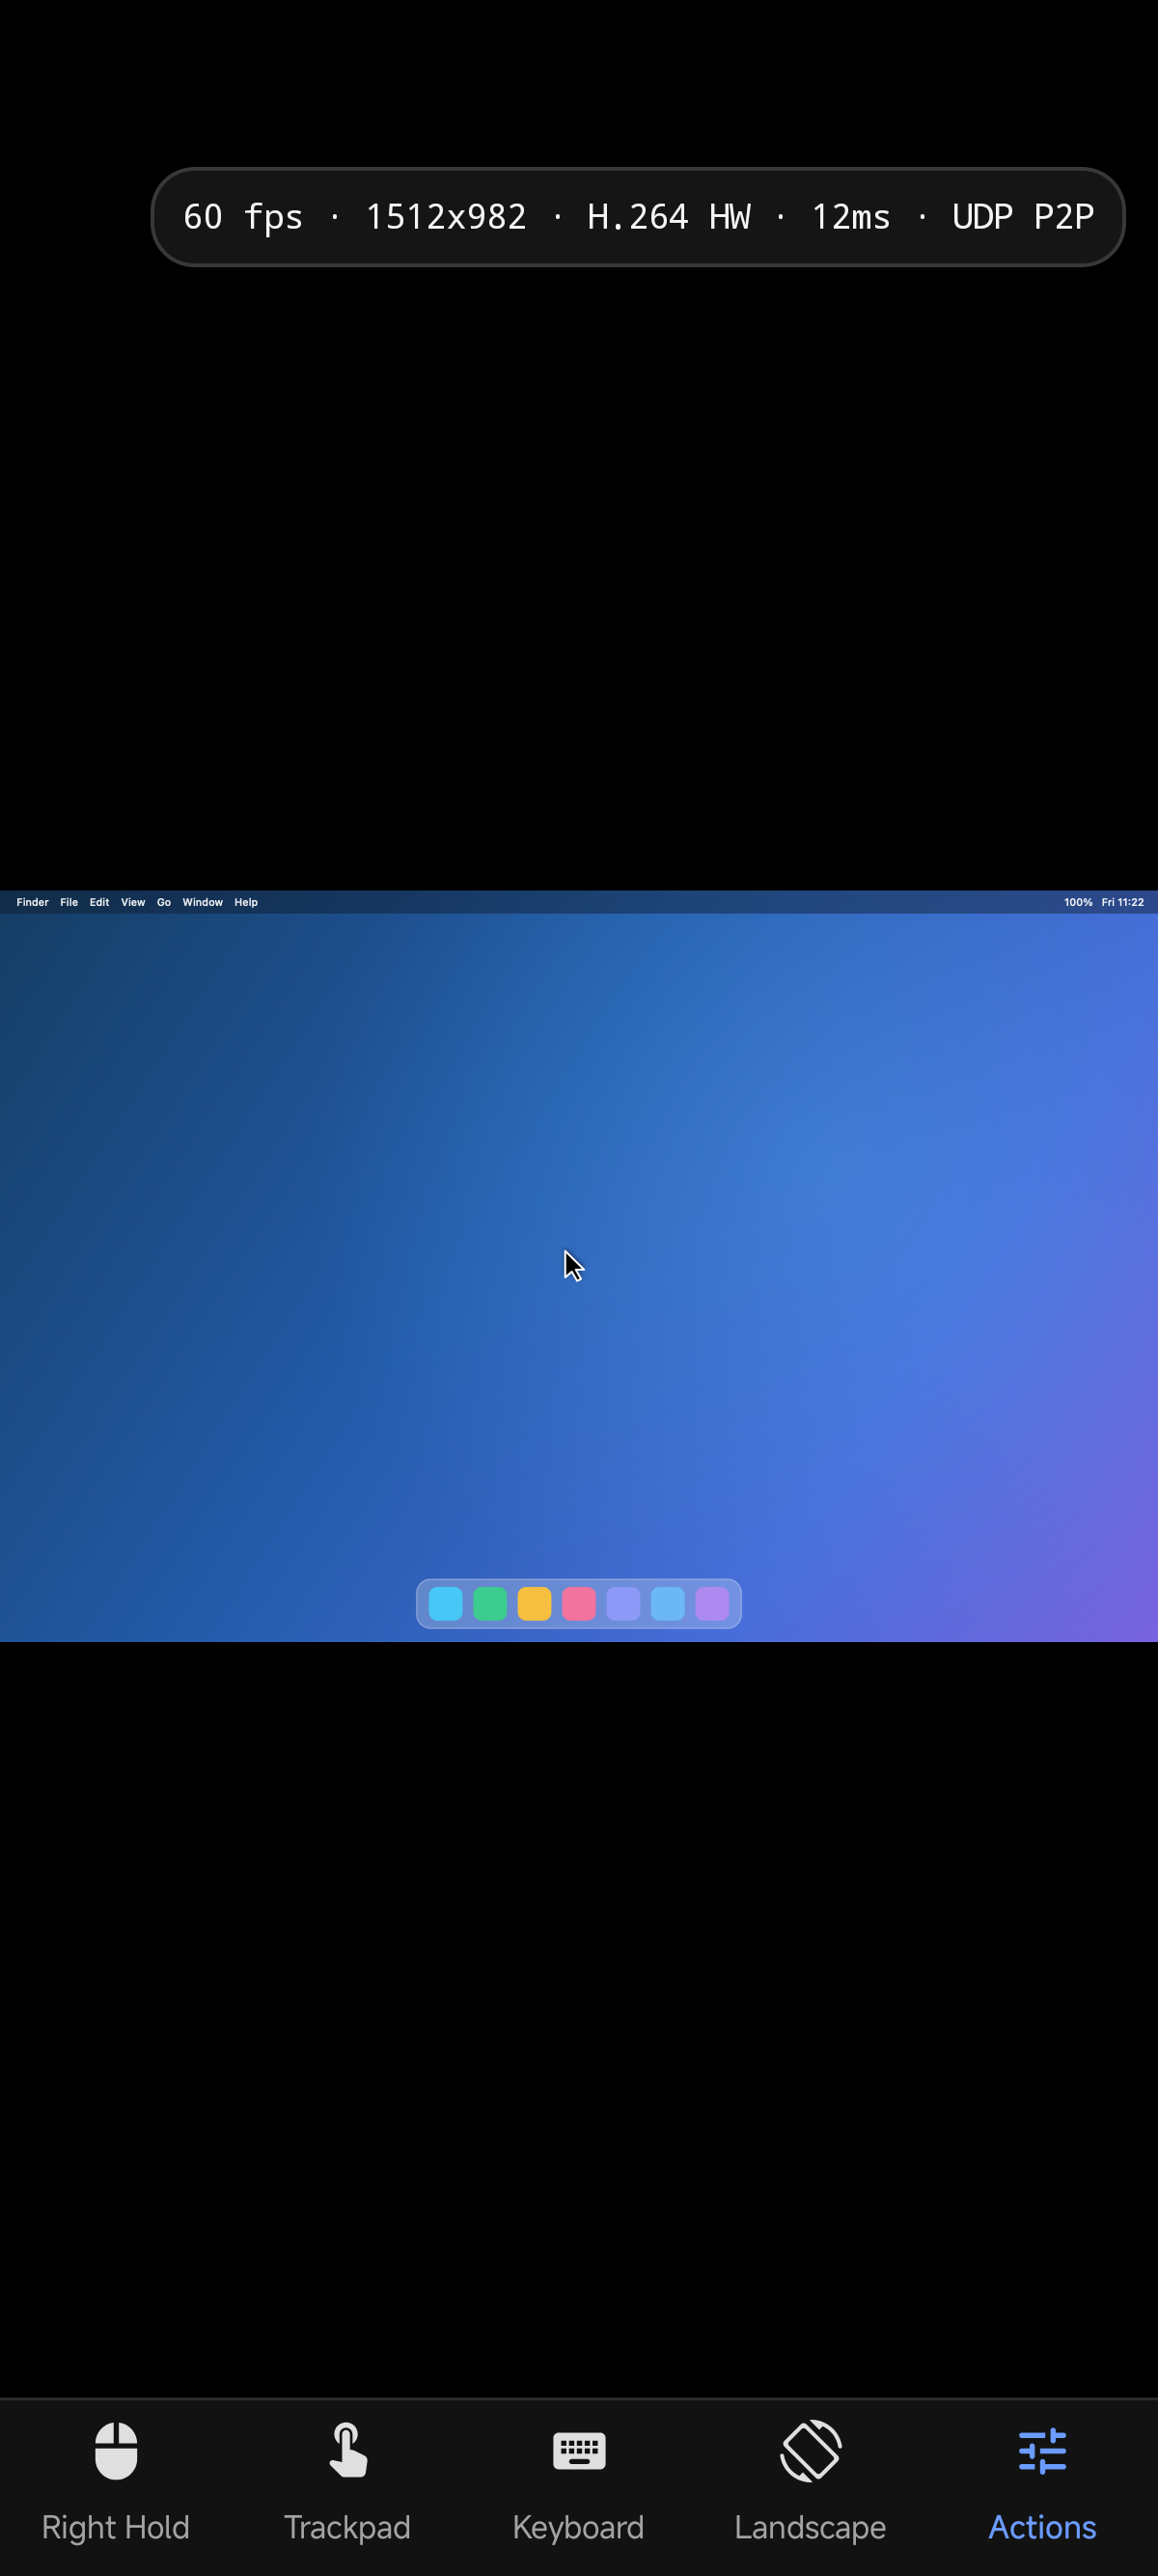 60 fps · 1512x982 · H.264 HW · 12ms · UDP P2P
Finder File Edit View Go Window Help 100% Fri 11:22
Right Hold Trackpad Keyboard Landscape Actions